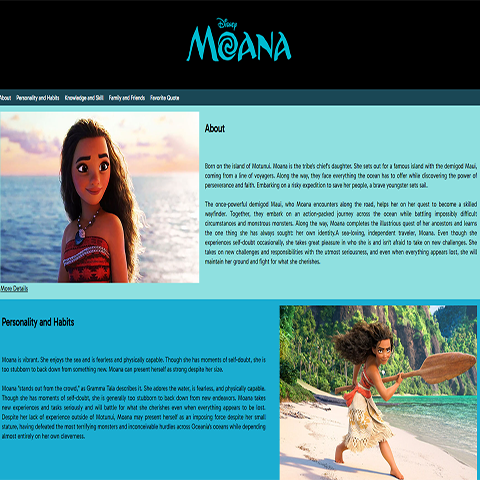 Disney
MOANA
About Personality and Habits Knowledge and Skill Family and Friends Favorite Quote
About
Born on the island of Motunui. Moana is the tribe's chief's daughter. She sets out for a famous island with the demigod Maui,
coming from a line of voyagers. Along the way, they face everything the ocean has to offer while discovering the power of
perseverance and faith. Embarking on a risky expedition to save her people, a brave youngster sets sail.
The once-powerful demigod Maui, who Moana encounters along the road, helps her on her quest to become a skilled
wayfinder. Together, they embark on an action-packed journey across the ocean while battling impossibly difficult
circumstances and monstrous monsters. Along the way, Moana completes the illustrious quest of her ancestors and learns
the one thing she has always sought: her own identity.A sea-loving, independent traveler, Moana. Even though she
experiences self-doubt occasionally, she takes great pleasure in who she is and isn't afraid to take on new challenges. She
takes on new challenges and responsibilities with the utmost seriousness, and even when everything appears lost, she will
maintain her ground and fight for what she cherishes.
More Details
Personality and Habits
Moana is vibrant. She enjoys the sea and is fearless and physically capable. Though she has moments of self-doubt, she is
too stubborn to back down from something new. Moana can present herself as strong despite her size.
Moana "stands out from the crowd," as Gramma Tala describes it. She adores the water, is fearless, and physically capable.
Though she has moments of self-doubt, she is generally too stubborn to back down from new endeavors. Moana takes
new experiences and tasks seriously and will battle for what she cherishes even when everything appears to be lost.
Despite her lack of experience outside of Motunui, Moana may present herself as an imposing force despite her small
stature, having defeated the most terrifying monsters and inconceivable hurdles across Oceania's oceans while depending
almost entirely on her own cleverness.